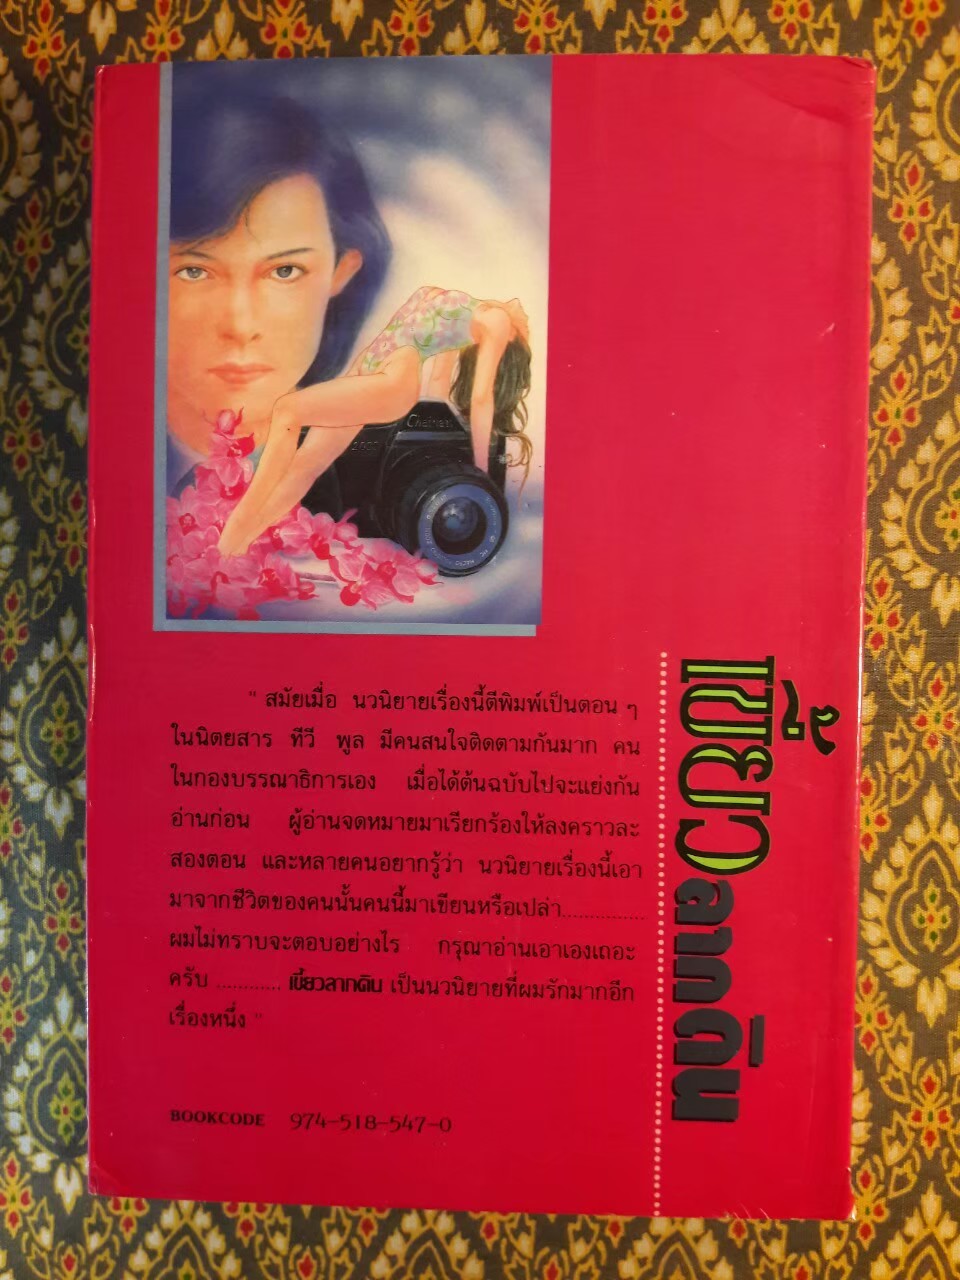 Chaiman
2000
" สมัยเมื่อ นวนิยายเรื่องนี้ตีพิมพ์เป็นตอน ๆ
ในนิตยสาร ทีวี พูล มีคนสนใจติดตามกันมาก คน
ในกองบรรณาธิการเอง เมื่อได้ต้นฉบับไปจะแย่งกัน
อ่านก่อน ผู้อ่านจดหมายมาเรียกร้องให้ลงคราวละ
สองตอน และหลายคนอยากรู้ว่า นวนิยายเรื่องนี้เอา
มาจากชีวิตของคนนั้นคนนี้มาเขียนหรือเปล่า..............
ผมไม่ทราบจะตอบอย่างไร กรุณาอ่านเอาเองเถอะ
ครับ ............ เขี้ยวลากดิน เป็นนวนิยายที่ผมรักมากอีก
เรื่องหนึ่ง "
เขี้ยวลากดิน
BOOKCODE 974-518-547-0